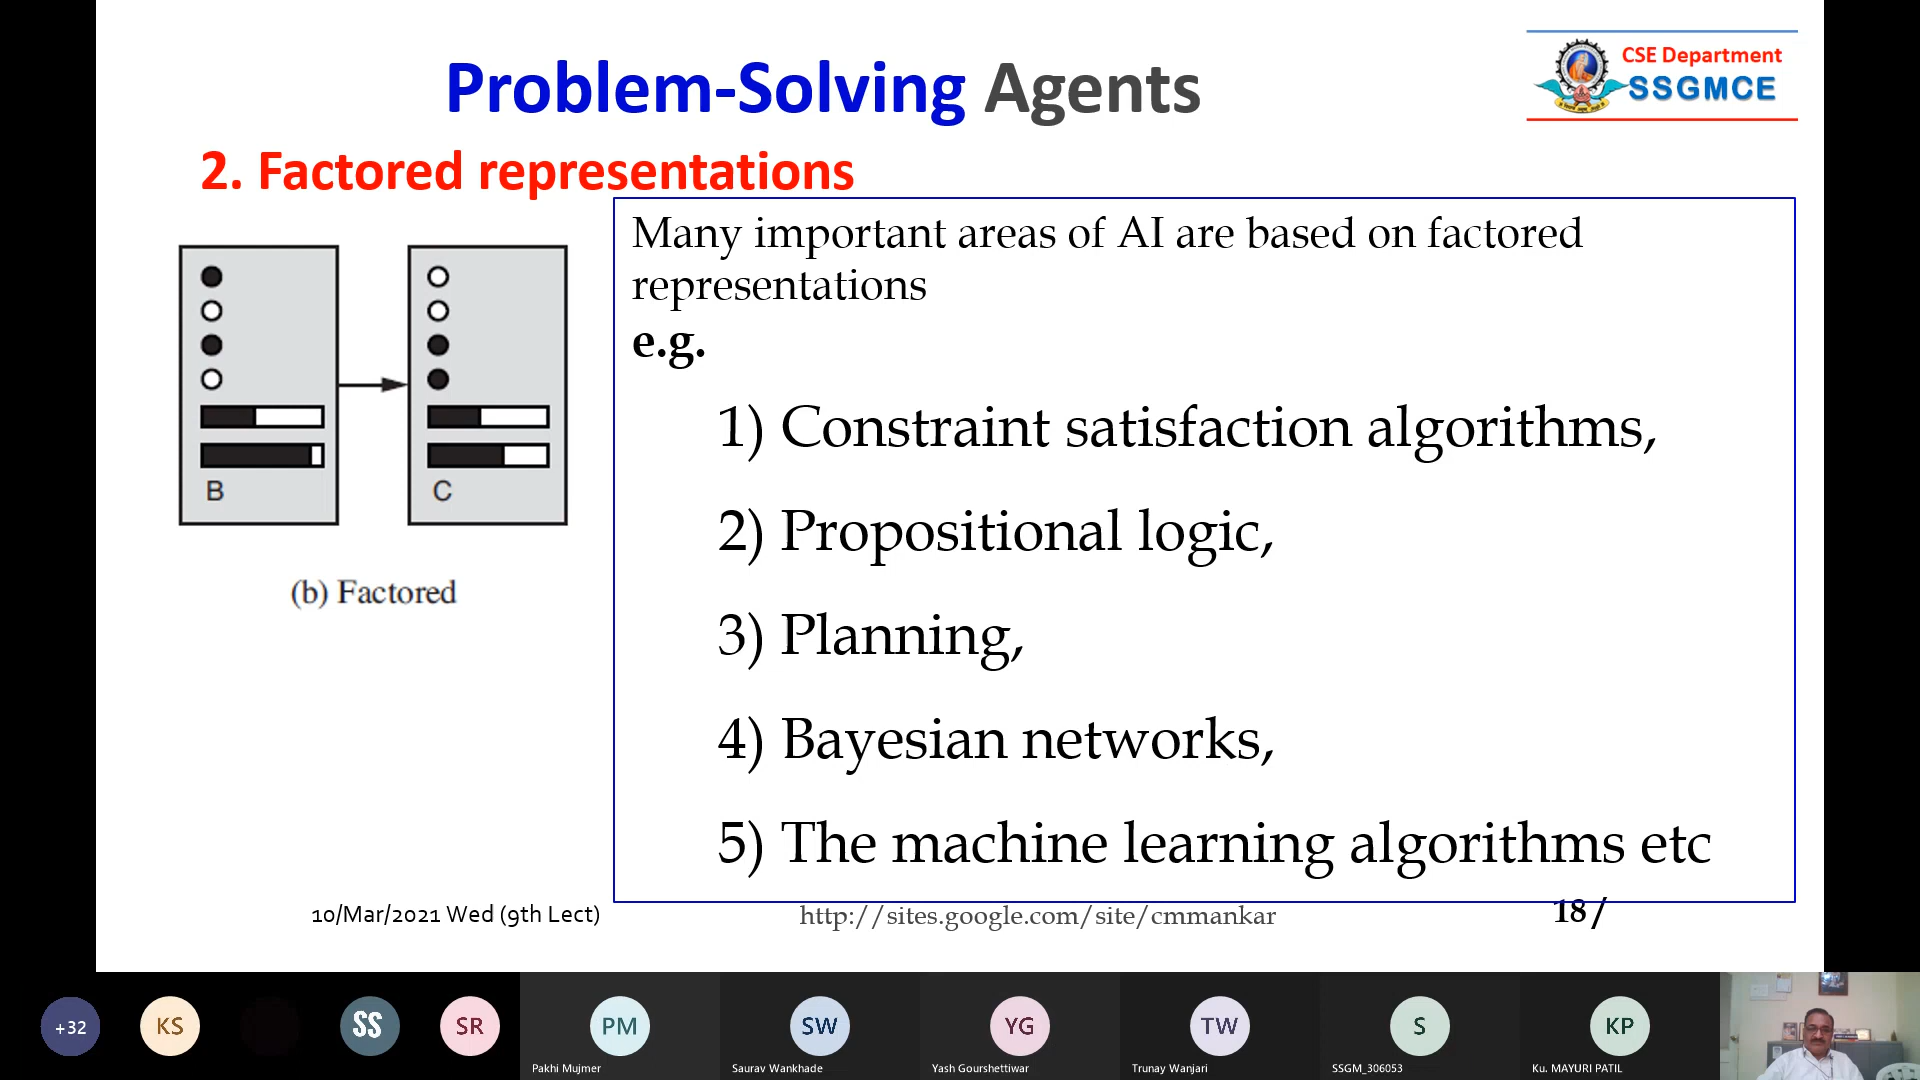 Problem-Solving Agents
CSE Department
SSGMCE
2. Factored representations
Many important areas of AI are based on factored
representations
e.g.
1) Constraint satisfaction algorithms,
2) Propositional logic,
3) Planning,
4) Bayesian networks,
5) The machine learning algorithms etc
B
C
(b) Factored
10/Mar/2021 Wed (9th Lect)
http://sites.google.com/site/cmmankar
18/
+32
KS
SS
SR
PM
SW
YG
TW
S
KP
Pakhi Mujmer
Saurav Wankhade
Yash Gourshettiwar
Trunay Wanjari
SSGM_306053
Ku. MAYURI PATIL